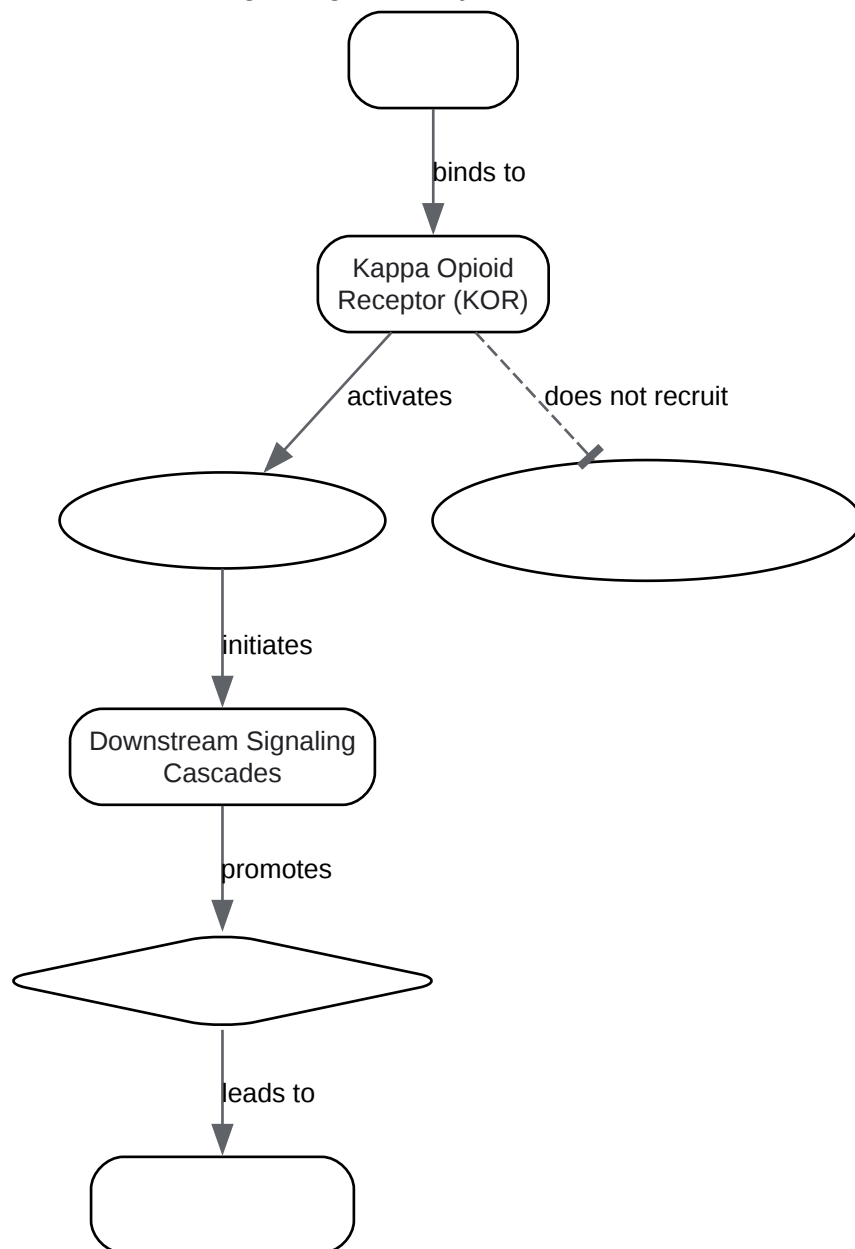 binds to
Kappa Opioid
Receptor (KOR)
activates
does not recruit
initiates
Downstream Signaling
Cascades
promotes
leads to